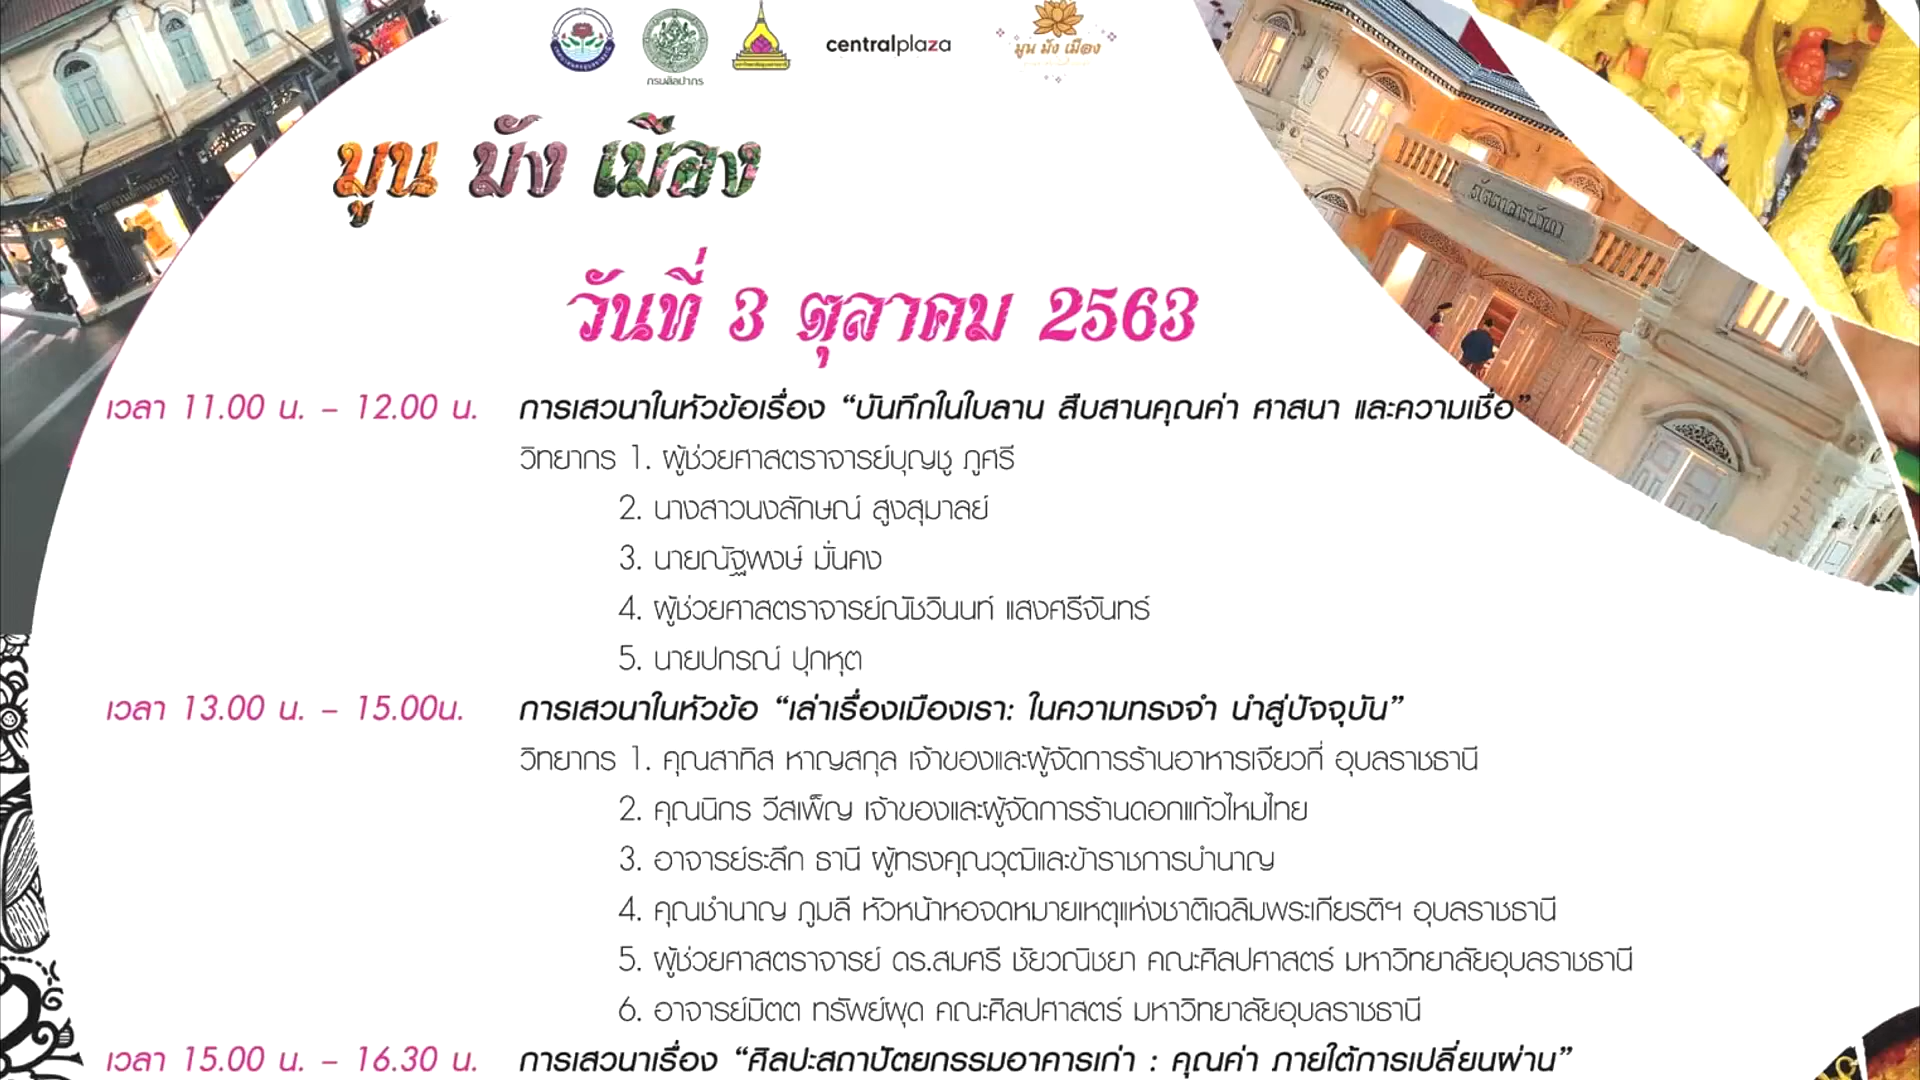 กรมศิลปากร
centralplaza
มูน มัง เมือง
มูน มัง เมือง
วันที่ 3 ตุลาคม 2563
เวลา 11.00 น. – 12.00 น. การเสวนาในหัวข้อเรื่อง “บันทึกในใบลาน สืบสานคุณค่า ศาสนา และความเชื่อ”
วิทยากร 1. ผู้ช่วยศาสตราจารย์บุญชู ภูศรี
2. นางสาวนงลักษณ์ สูงสุมาลย์
3. นายณัฐพงษ์ มั่นคง
4. ผู้ช่วยศาสตราจารย์ณัชวินนท์ แสงศรีจันทร์
5. นายปกรณ์ ปุกหุต
เวลา 13.00 น. – 15.00น. การเสวนาในหัวข้อ “เล่าเรื่องเมืองเรา: ในความทรงจำ นำสู่ปัจจุบัน”
วิทยากร 1. คุณสาทิส หาญสกุล เจ้าของและผู้จัดการร้านอาหารเจียวกี่ อุบลราชธานี
2. คุณนิกร วีสเพ็ญ เจ้าของและผู้จัดการร้านดอกแก้วไหมไทย
3. อาจารย์ระลึก ธานี ผู้ทรงคุณวุฒิและข้าราชการบำนาญ
4. คุณชำนาญ ภูมลี หัวหน้าหอจดหมายเหตุแห่งชาติเฉลิมพระเกียรติฯ อุบลราชธานี
5. ผู้ช่วยศาสตราจารย์ ดร.สมศรี ชัยวณิชยา คณะศิลปศาสตร์ มหาวิทยาลัยอุบลราชธานี
6. อาจารย์มิตต ทรัพย์ผุด คณะศิลปศาสตร์ มหาวิทยาลัยอุบลราชธานี
เวลา 15.00 น. – 16.30 น. การเสวนาเรื่อง “ศิลปะสถาปัตยกรรมอาคารเก่า : คุณค่า ภายใต้การเปลี่ยนผ่าน”